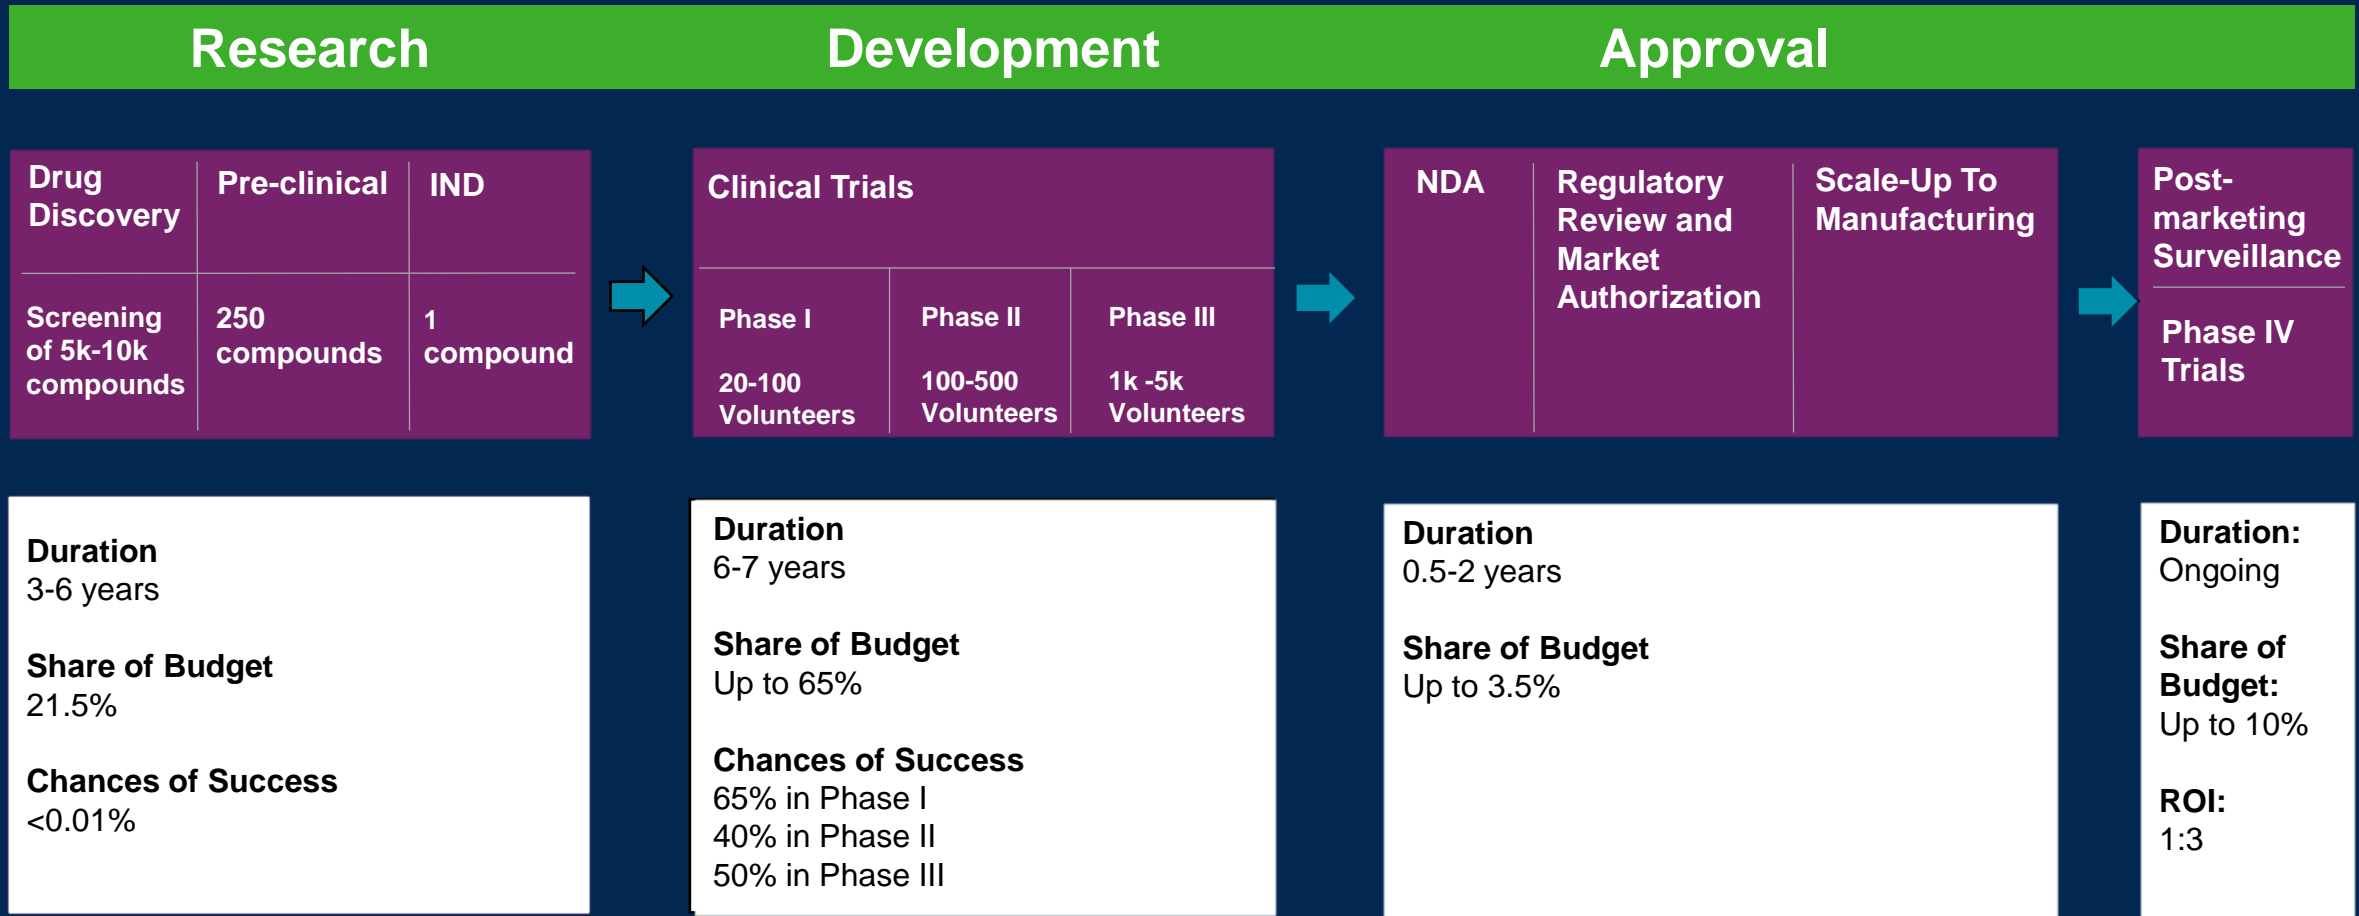 Research
Development
Approval
Drug
Discovery
Pre-clinical
IND
Screening
of 5k-10k
compounds
250
compounds
1
compound
Clinical Trials
Phase I
20-100
Volunteers
Phase II
100-500
Volunteers
Phase III
1k -5k
Volunteers
NDA
Regulatory
Review and
Market
Authorization
Scale-Up To
Manufacturing
Post-
marketing
Surveillance
Phase IV
Trials
Duration
3-6 years
Share of Budget
21.5%
Chances of Success
<0.01%
Duration
6-7 years
Share of Budget
Up to 65%
Chances of Success
65% in Phase I
40% in Phase II
50% in Phase III
Duration
0.5-2 years
Share of Budget
Up to 3.5%
Duration:
Ongoing
Share of
Budget:
Up to 10%
ROI:
1:3